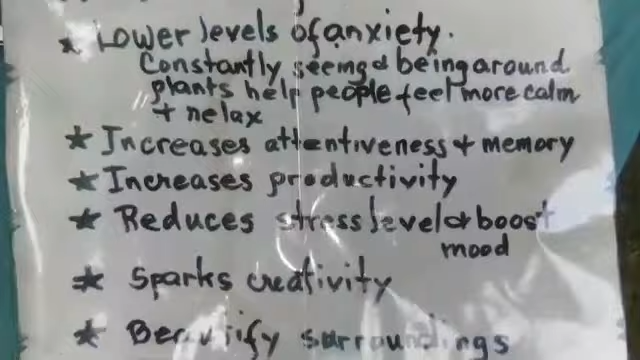 ★ Lower levels of anxiety.
Constantly seeing & being around
plants help people feel more calm
+ relax
★ Increases attentiveness + memory
★ Increases productivity
★ Reduces stress level & boost
mood
★ Sparks creativity
★ Beautify surroundings